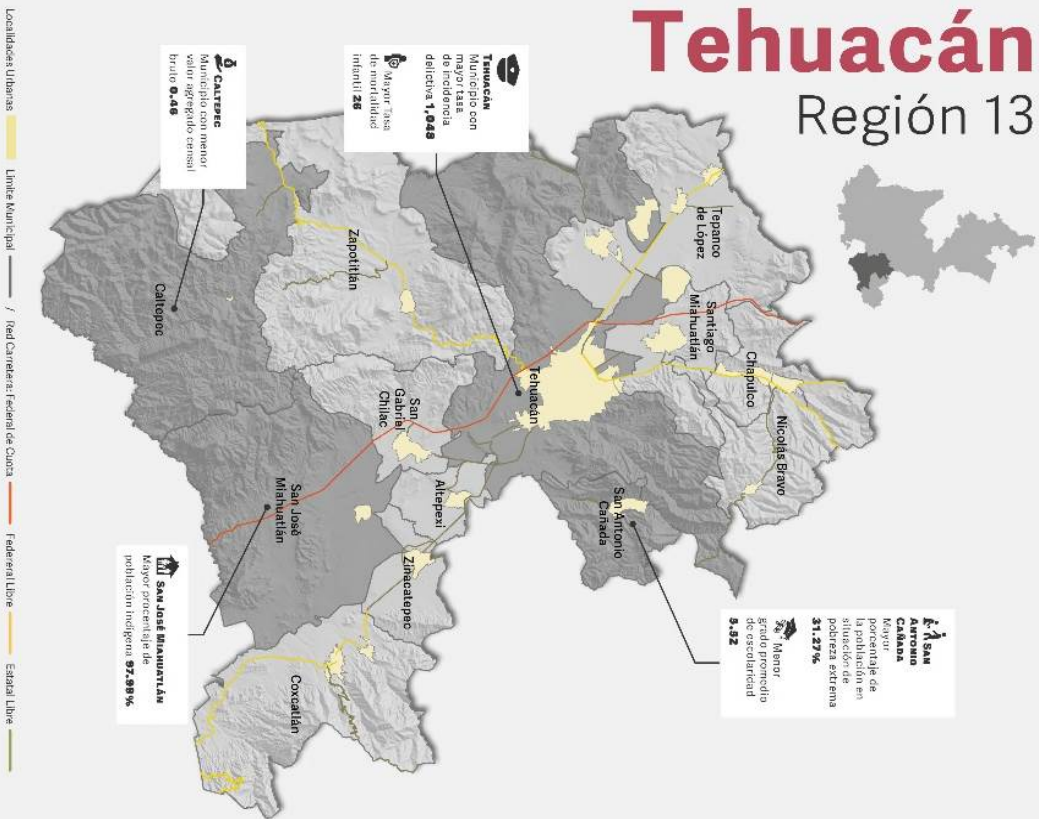 Tehuacán
Región 13
TEHUACÁN
Municipio con
mayor tasa
de incidencia
delictiva 1,048
Mayor Tasa
de mortalidad
infantil 26
CALTEPEC
Municipio con menor
valor agregado censal
bruto 0.46
SAN
ANTONIO
CAÑADA
Mayor
porcentaje de
la población en
situación de
pobreza extrema
31.27%
Menor
grado promedio
de escolaridad
5.52
SAN JOSÉ MIAHUATLÁN
Mayor procentaje de
población indígena 97.98%
Tepanco
de López
Santiago
Miahuatlán
Chapulco
Nicolás Bravo
Zapotitlán
Tehuacán
San Antonio
Cañada
Caltepec
San
Gabriel
Chilac
Altepexi
San José
Miahuatlán
Zinacatepec
Coxcatlán
Localidades Urbanas Límite Municipal / Red Carretera: Federal de Cuota Federeral Libre Estatal Libre